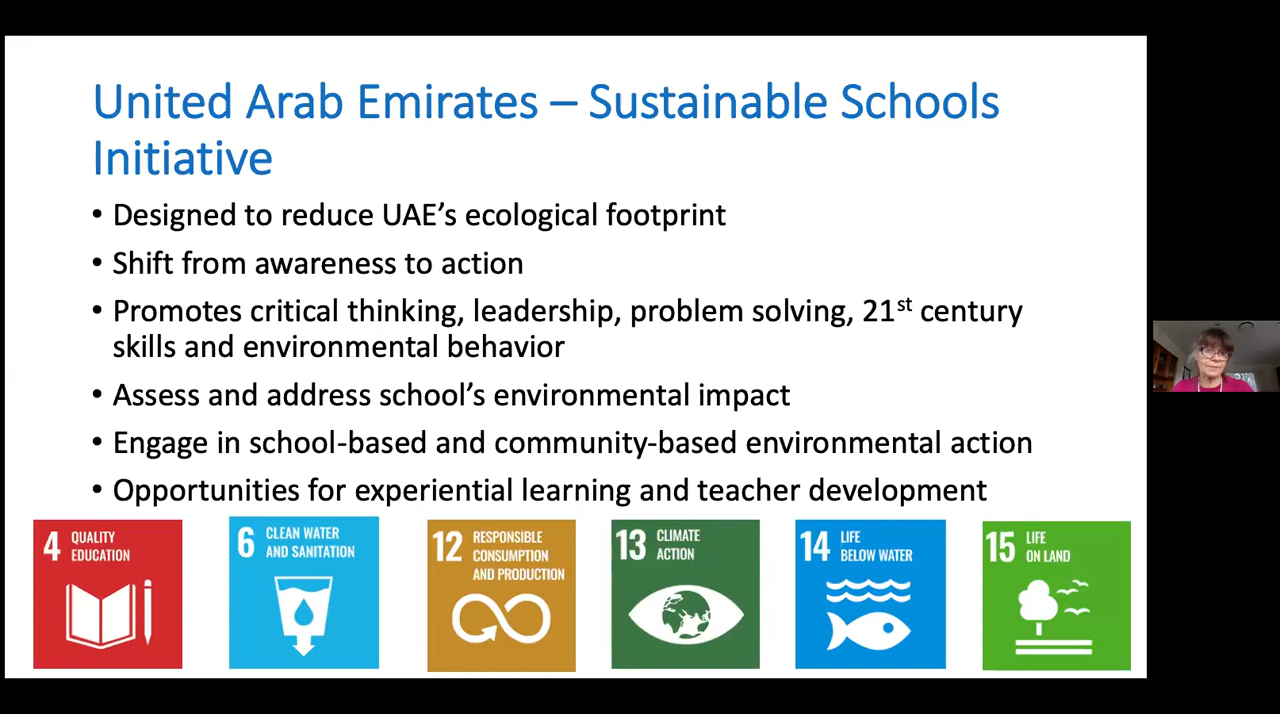 United Arab Emirates – Sustainable Schools
Initiative
• Designed to reduce UAE’s ecological footprint
• Shift from awareness to action
• Promotes critical thinking, leadership, problem solving, 21st century
skills and environmental behavior
• Assess and address school’s environmental impact
• Engage in school-based and community-based environmental action
• Opportunities for experiential learning and teacher development
4 QUALITY
EDUCATION
6 CLEAN WATER
AND SANITATION
12 RESPONSIBLE
CONSUMPTION
AND PRODUCTION
13 CLIMATE
ACTION
14 LIFE
BELOW WATER
15 LIFE
ON LAND